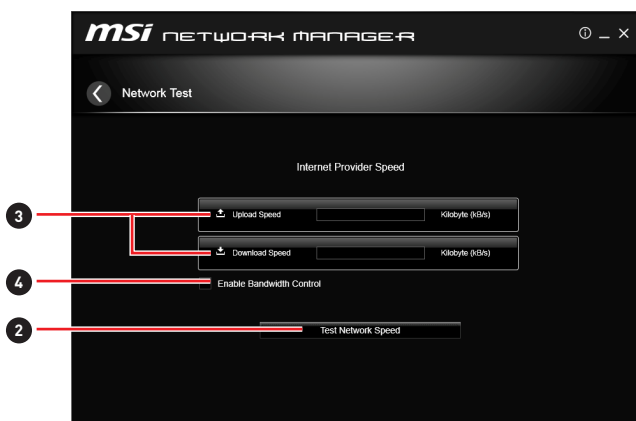 msi NETWORK MANAGER
Network Test
Internet Provider Speed
3
Upload Speed Kilobyte (kB/s)
Download Speed Kilobyte (kB/s)
4
Enable Bandwidth Control
2
Test Network Speed